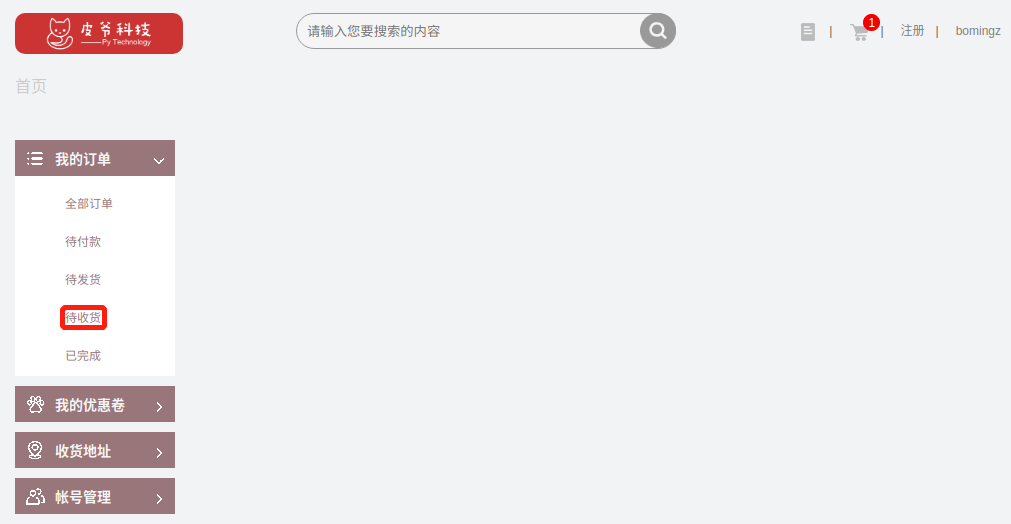 皮爷科技
——Py Technology
请输入您要搜索的内容
1
| | 注册 | bomingz
首页
我的订单
全部订单
待付款
待发货
待收货
已完成
我的优惠卷
收货地址
帐号管理